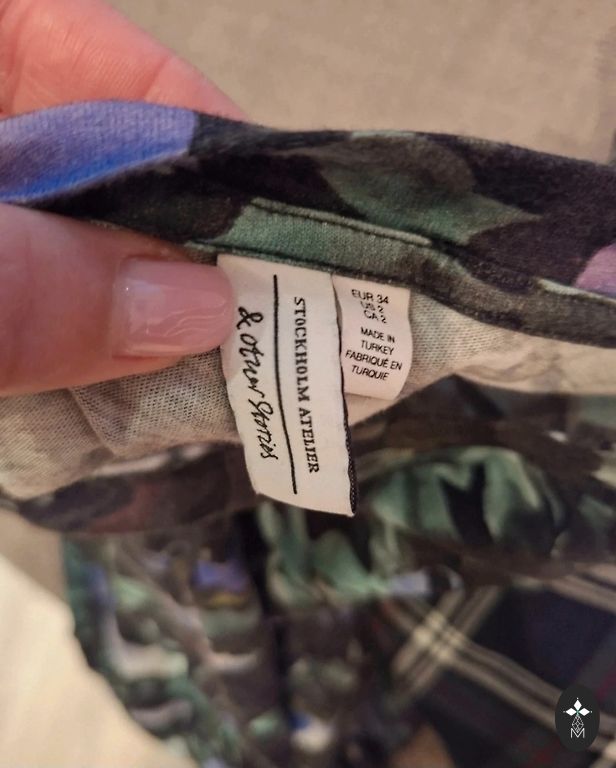 & other Stories
STOCKHOLM ATELIER
EUR 34
US 2
CA 2
MADE IN
TURKEY
FABRIQUÉ EN
TURQUIE
M